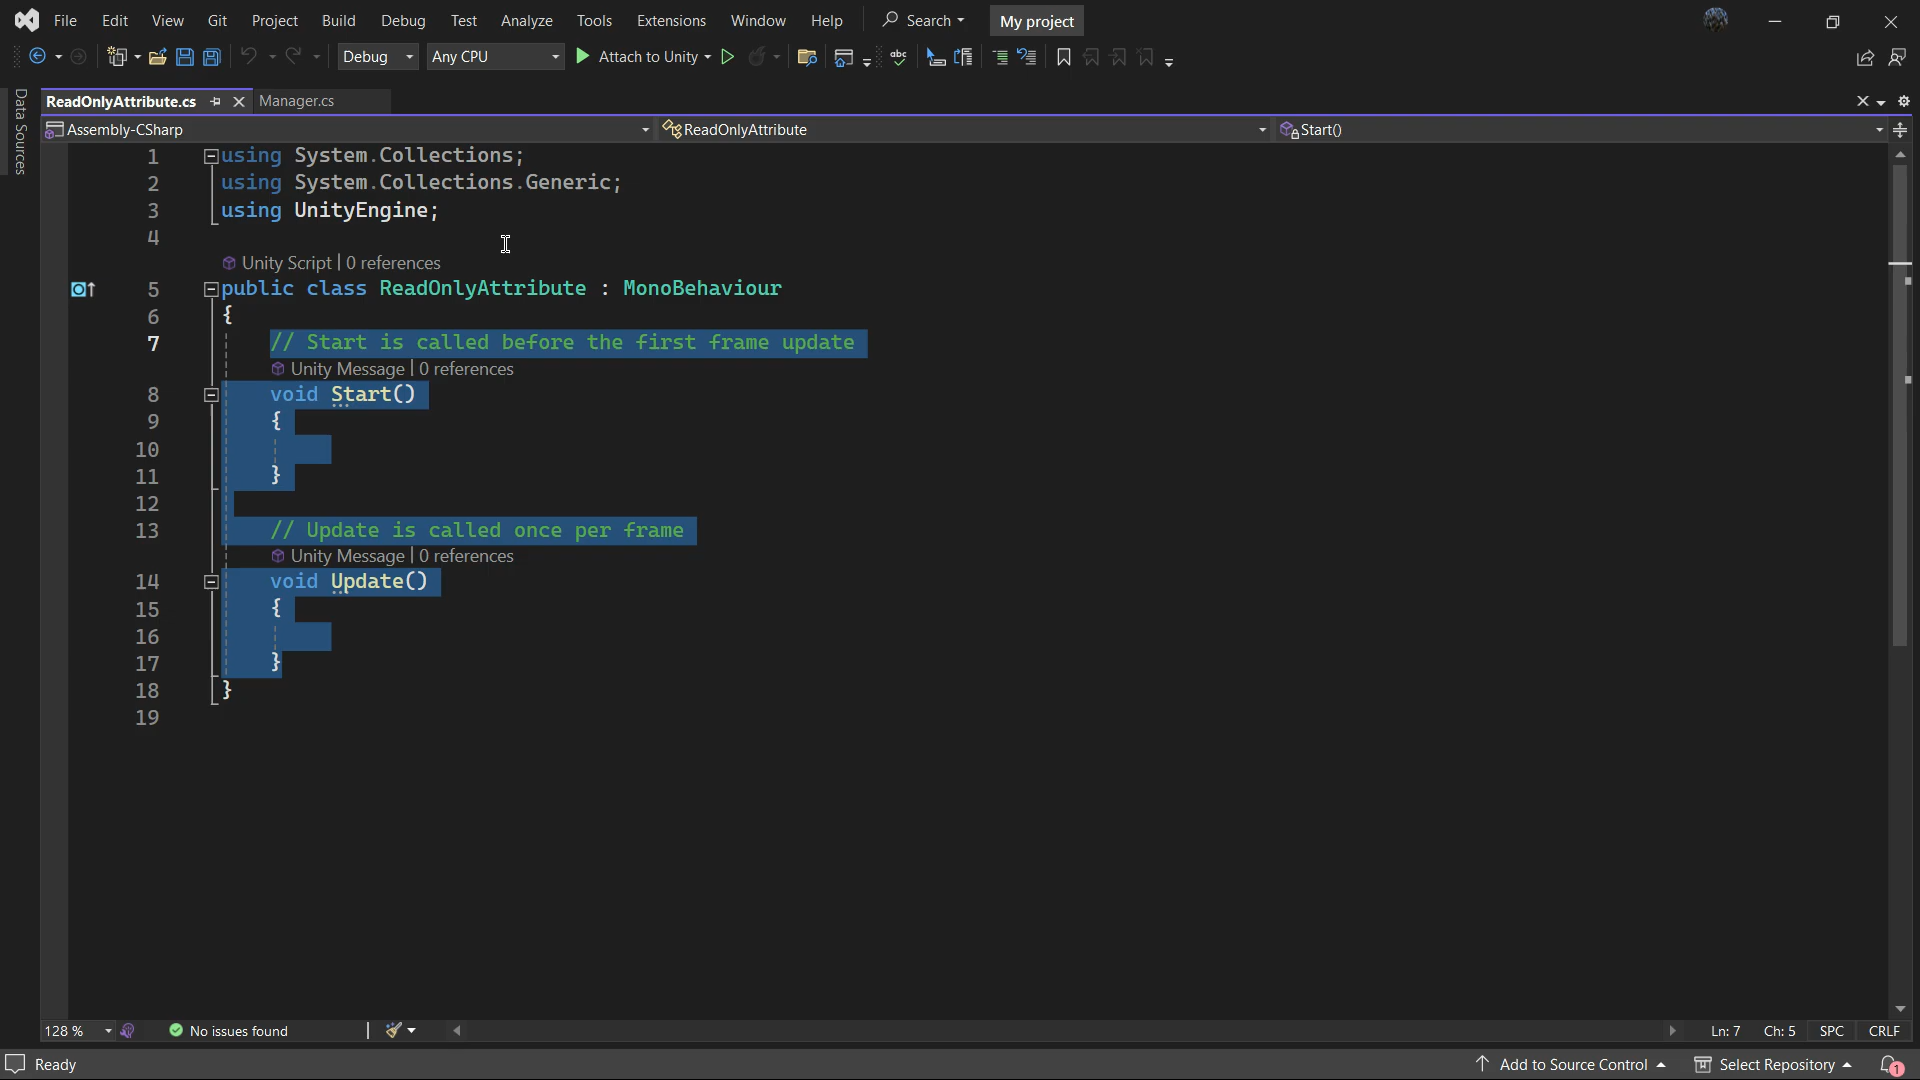 File Edit View Git Project Build Debug Test Analyze Tools Extensions Window Help Search My project
Debug Any CPU Attach to Unity
Data Sources
ReadOnlyAttribute.cs Manager.cs
Assembly-CSharp ReadOnlyAttribute Start()
1 using System.Collections;
2 using System.Collections.Generic;
3 using UnityEngine;
4
Unity Script | 0 references
5 public class ReadOnlyAttribute : MonoBehaviour
6 {
7 // Start is called before the first frame update
Unity Message | 0 references
8 void Start()
9 {
10
11 }
12
13 // Update is called once per frame
Unity Message | 0 references
14 void Update()
15 {
16
17 }
18 }
19
128 % No issues found Ln: 7 Ch: 5 SPC CRLF
Ready Add to Source Control Select Repository 1